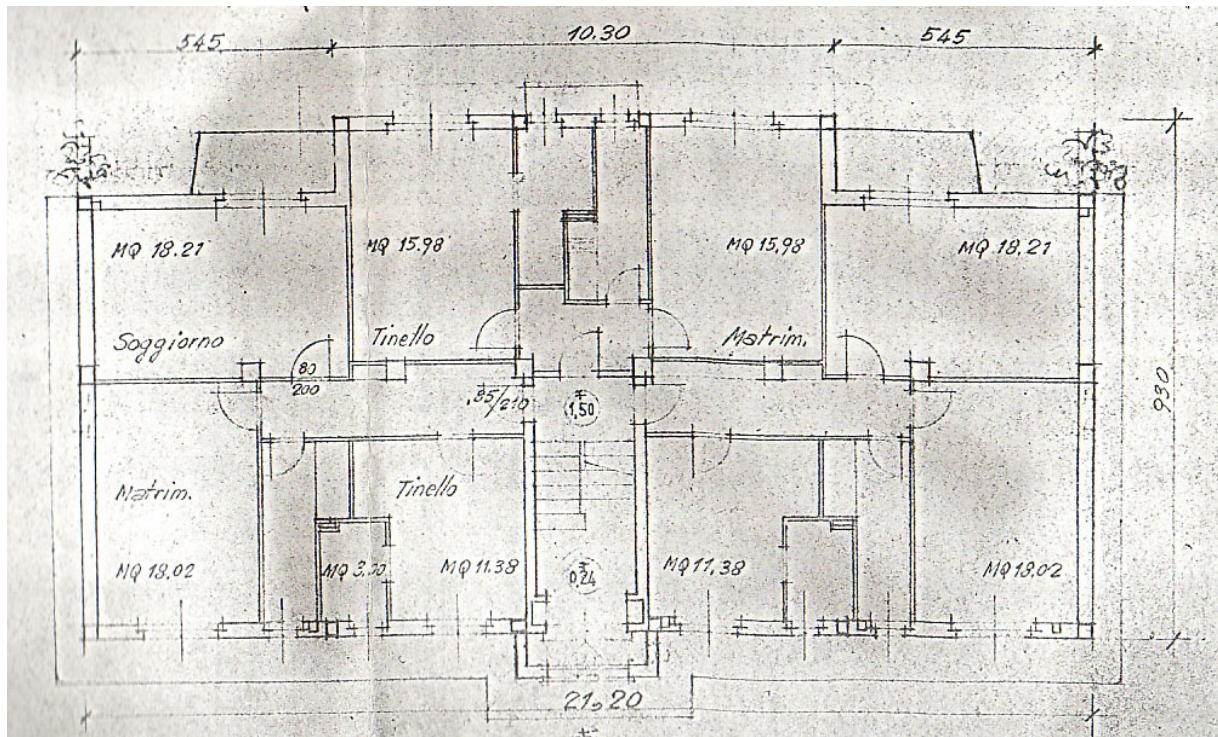 545 10.30 545
MQ 18.21 MQ 15.98 MQ 15,98 MQ 18,21
Soggiorno Tinello Matrim.
80
200
,85/210
± 1,50
930
Matrim. Tinello
MQ 18.02 MQ 11.38 MQ 11,38 MQ 18.02
± 0,24
21,20